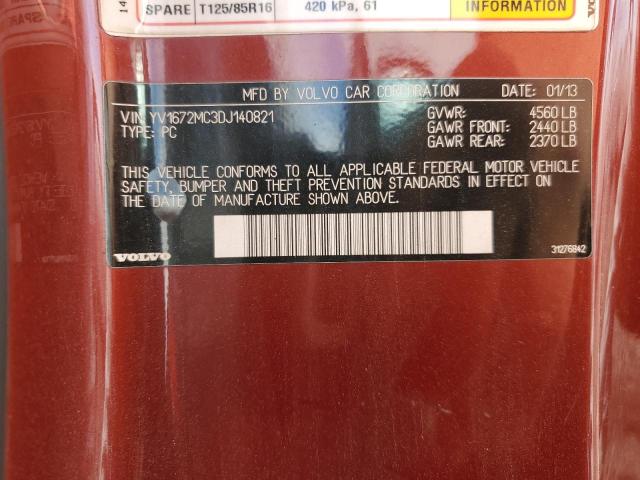 SPARE T125/85R16 420 kPa, 61 INFORMATION
VOLVO
MFD BY VOLVO CAR CORPORATION DATE: 01/13
VIN: YV1672MC3DJ140821 GVWR: 4560 LB
TYPE: PC GAWR FRONT: 2440 LB
GAWR REAR: 2370 LB
THIS VEHICLE CONFORMS TO ALL APPLICABLE FEDERAL MOTOR VEHICLE
SAFETY, BUMPER AND THEFT PREVENTION STANDARDS IN EFFECT ON
THE DATE OF MANUFACTURE SHOWN ABOVE.
VOLVO 31276842